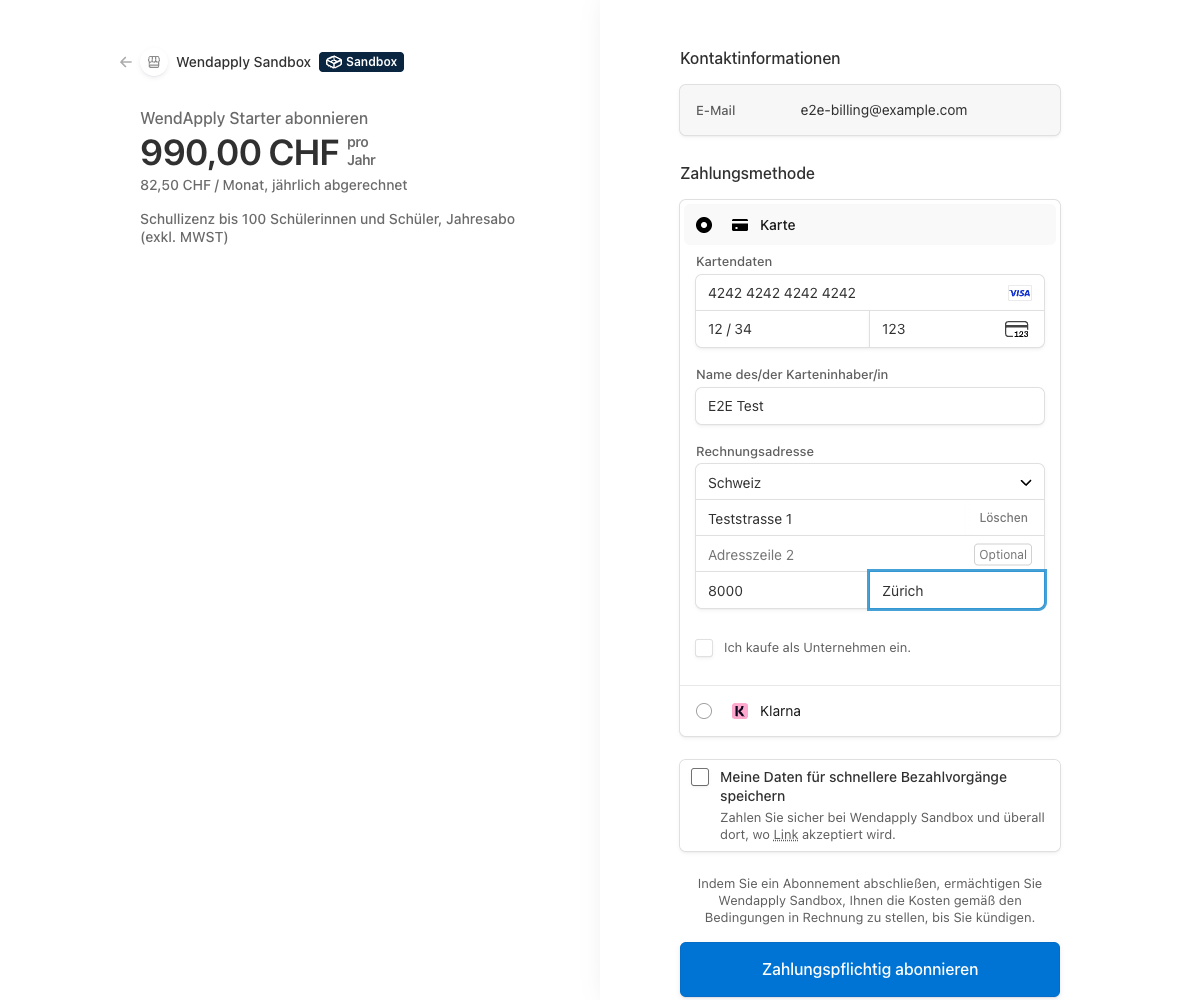 Wendapply Sandbox Sandbox
WendApply Starter abonnieren
990,00 CHF pro Jahr
82,50 CHF / Monat, jährlich abgerechnet
Schullizenz bis 100 Schülerinnen und Schüler, Jahresabo
(exkl. MWST)
Kontaktinformationen
E-Mail e2e-billing@example.com
Zahlungsmethode
Karte
Kartendaten
4242 4242 4242 4242 VISA
12 / 34 123 123
Name des/der Karteninhaber/in
E2E Test
Rechnungsadresse
Schweiz
Teststrasse 1 Löschen
Adresszeile 2 Optional
8000 Zürich
Ich kaufe als Unternehmen ein.
K Klarna
Meine Daten für schnellere Bezahlvorgänge
speichern
Zahlen Sie sicher bei Wendapply Sandbox und überall
dort, wo Link akzeptiert wird.
Indem Sie ein Abonnement abschließen, ermächtigen Sie
Wendapply Sandbox, Ihnen die Kosten gemäß den
Bedingungen in Rechnung zu stellen, bis Sie kündigen.
Zahlungspflichtig abonnieren